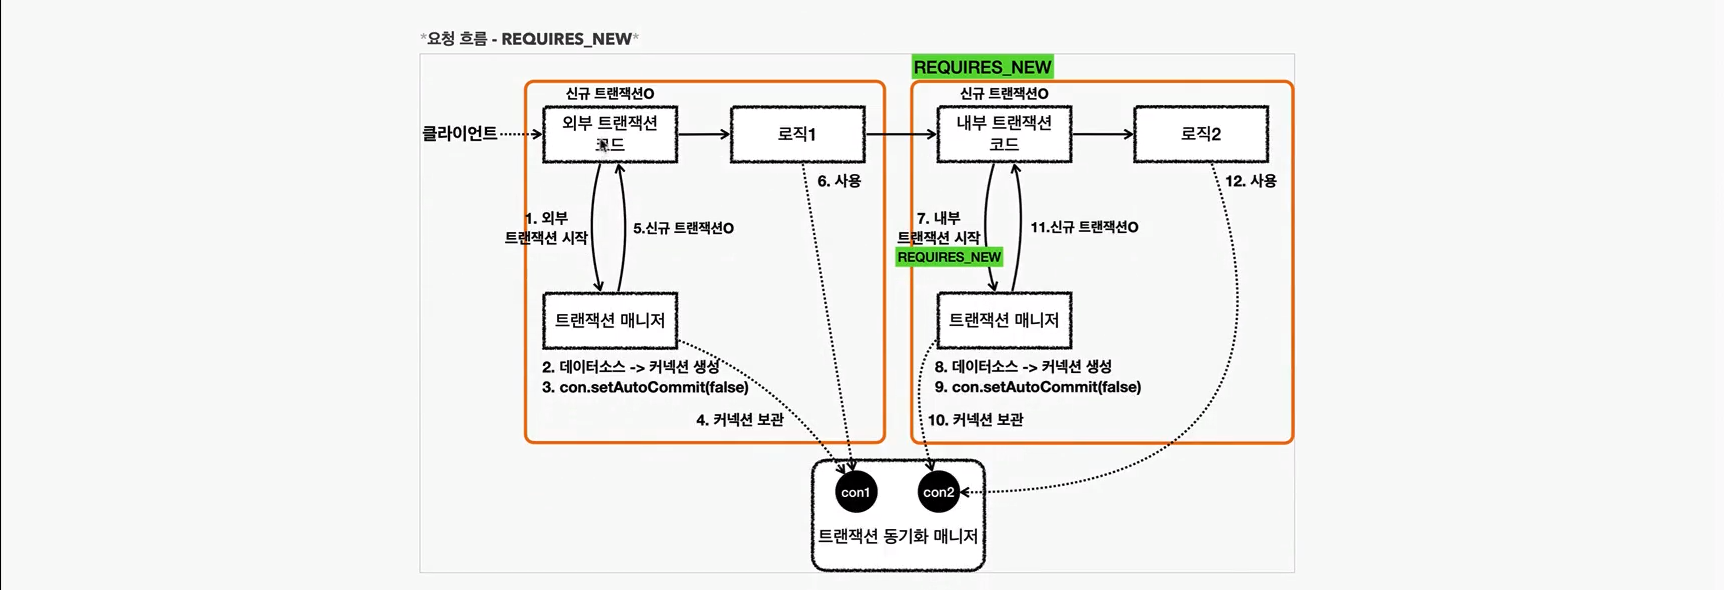 *요청 흐름 - REQUIRES_NEW*
REQUIRES_NEW
신규 트랜잭션O
신규 트랜잭션O
클라이언트
외부 트랜잭션
코드
로직1
내부 트랜잭션
코드
로직2
6. 사용
12. 사용
1. 외부
트랜잭션 시작
5.신규 트랜잭션O
7. 내부
트랜잭션 시작
REQUIRES_NEW
11.신규 트랜잭션O
트랜잭션 매니저
트랜잭션 매니저
2. 데이터소스 -> 커넥션 생성
3. con.setAutoCommit(false)
8. 데이터소스 -> 커넥션 생성
9. con.setAutoCommit(false)
4. 커넥션 보관
10. 커넥션 보관
con1
con2
트랜잭션 동기화 매니저